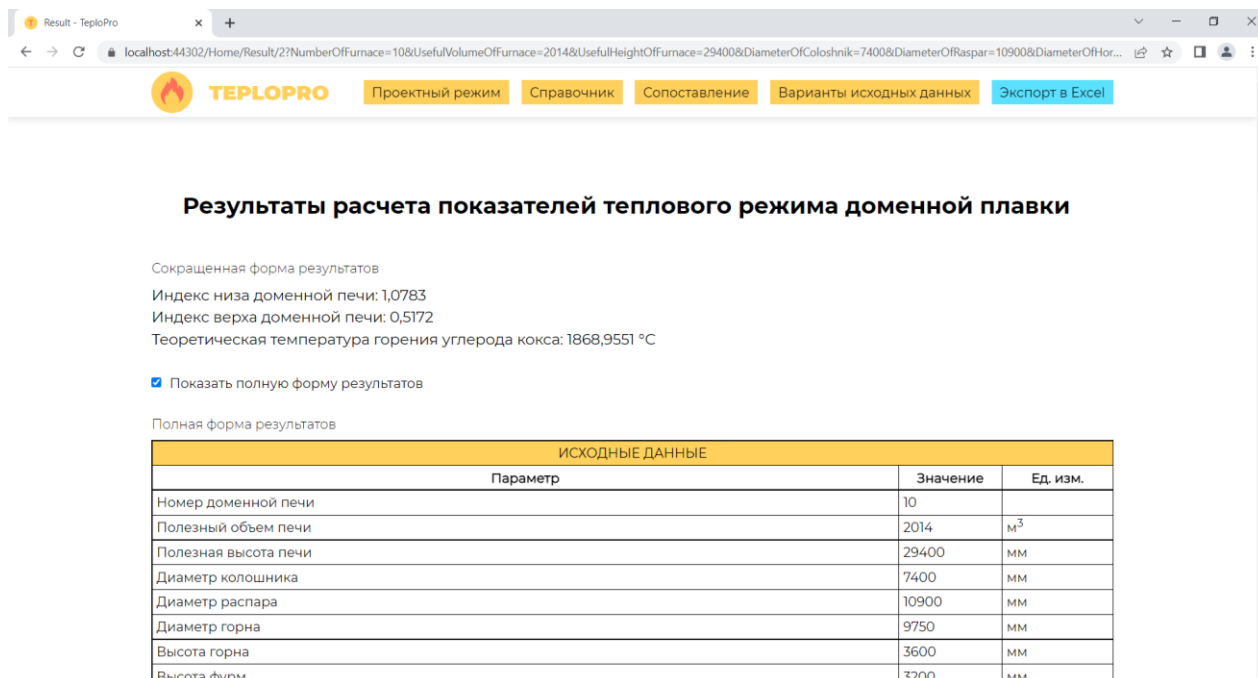 Result - TeploPro
localhost:44302/Home/Result/2?NumberOfFurnace=10&UsefulVolumeOfFurnace=2014&UsefulHeightOfFurnace=29400&DiameterOfColoshnik=7400&DiameterOfRaspar=10900&DiameterOfHor...
TEPLOPRO Проектный режим Справочник Сопоставление Варианты исходных данных Экспорт в Excel
Результаты расчета показателей теплового режима доменной плавки
Сокращенная форма результатов
Индекс низа доменной печи: 1,0783
Индекс верха доменной печи: 0,5172
Теоретическая температура горения углерода кокса: 1868,9551 °C
Показать полную форму результатов
Полная форма результатов
ИСХОДНЫЕ ДАННЫЕ
Параметр Значение Ед. изм.
Номер доменной печи 10
Полезный объем печи 2014 м³
Полезная высота печи 29400 мм
Диаметр колошника 7400 мм
Диаметр распара 10900 мм
Диаметр горна 9750 мм
Высота горна 3600 мм
Высота фурм 3200 мм